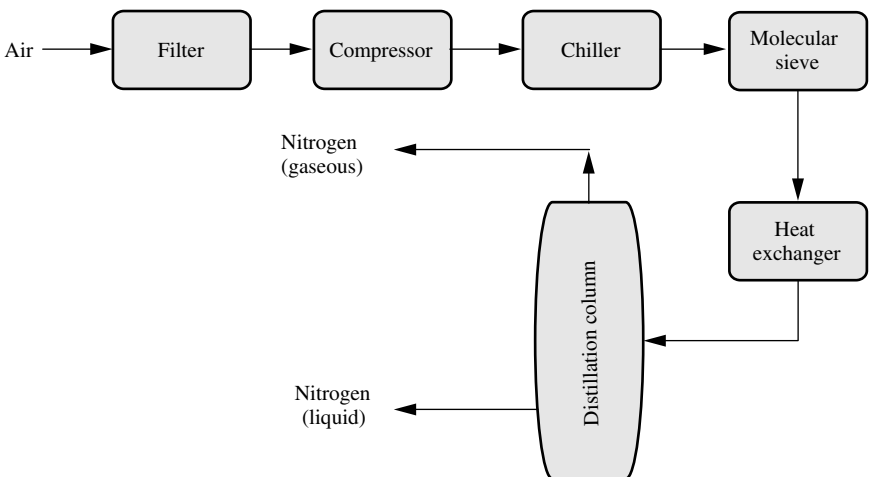 Air
Filter
Compressor
Chiller
Molecular
sieve
Nitrogen
(gaseous)
Heat
exchanger
Distillation column
Nitrogen
(liquid)